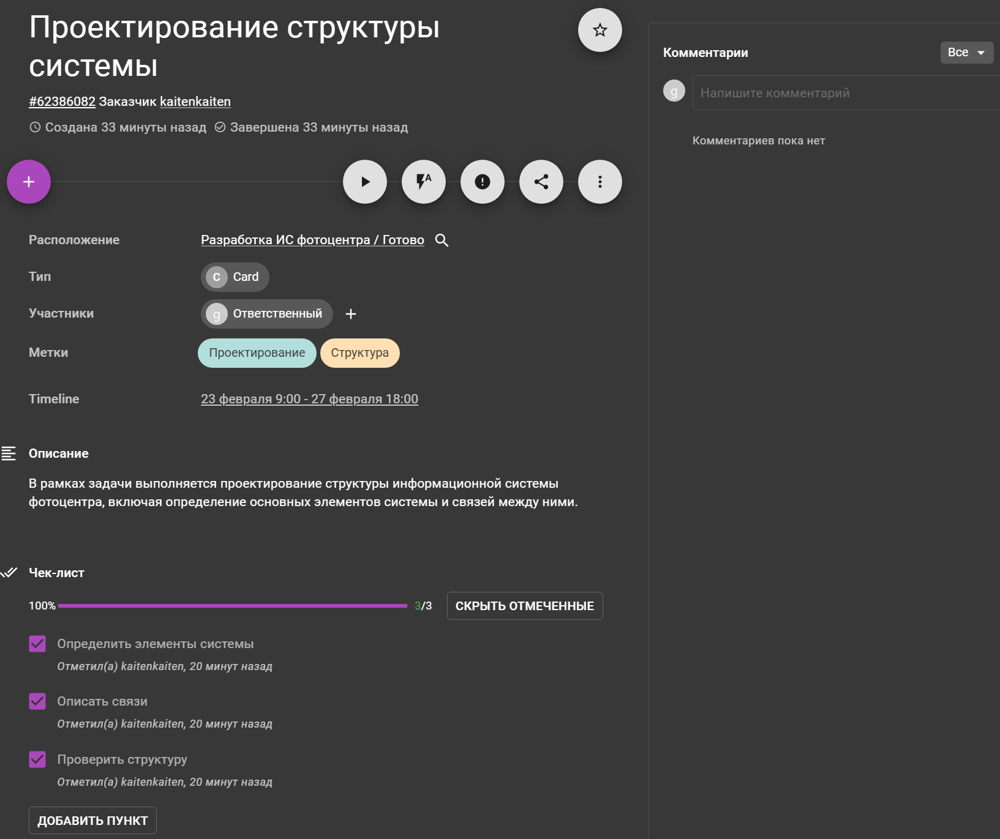 Проектирование структуры
системы
#62386082 Заказчик kaitenkaiten
Создана 33 минуты назад Завершена 33 минуты назад
A
Расположение Разработка ИС фотоцентра / Готово
Тип C Card
Участники g Ответственный
Метки Проектирование Структура
Timeline 23 февраля 9:00 - 27 февраля 18:00
Описание
В рамках задачи выполняется проектирование структуры информационной системы
фотоцентра, включая определение основных элементов системы и связей между ними.
Чек-лист
100% 3/3 СКРЫТЬ ОТМЕЧЕННЫЕ
Определить элементы системы
Отметил(а) kaitenkaiten, 20 минут назад
Описать связи
Отметил(а) kaitenkaiten, 20 минут назад
Проверить структуру
Отметил(а) kaitenkaiten, 20 минут назад
ДОБАВИТЬ ПУНКТ
Комментарии Все
g Напишите комментарий
Комментариев пока нет